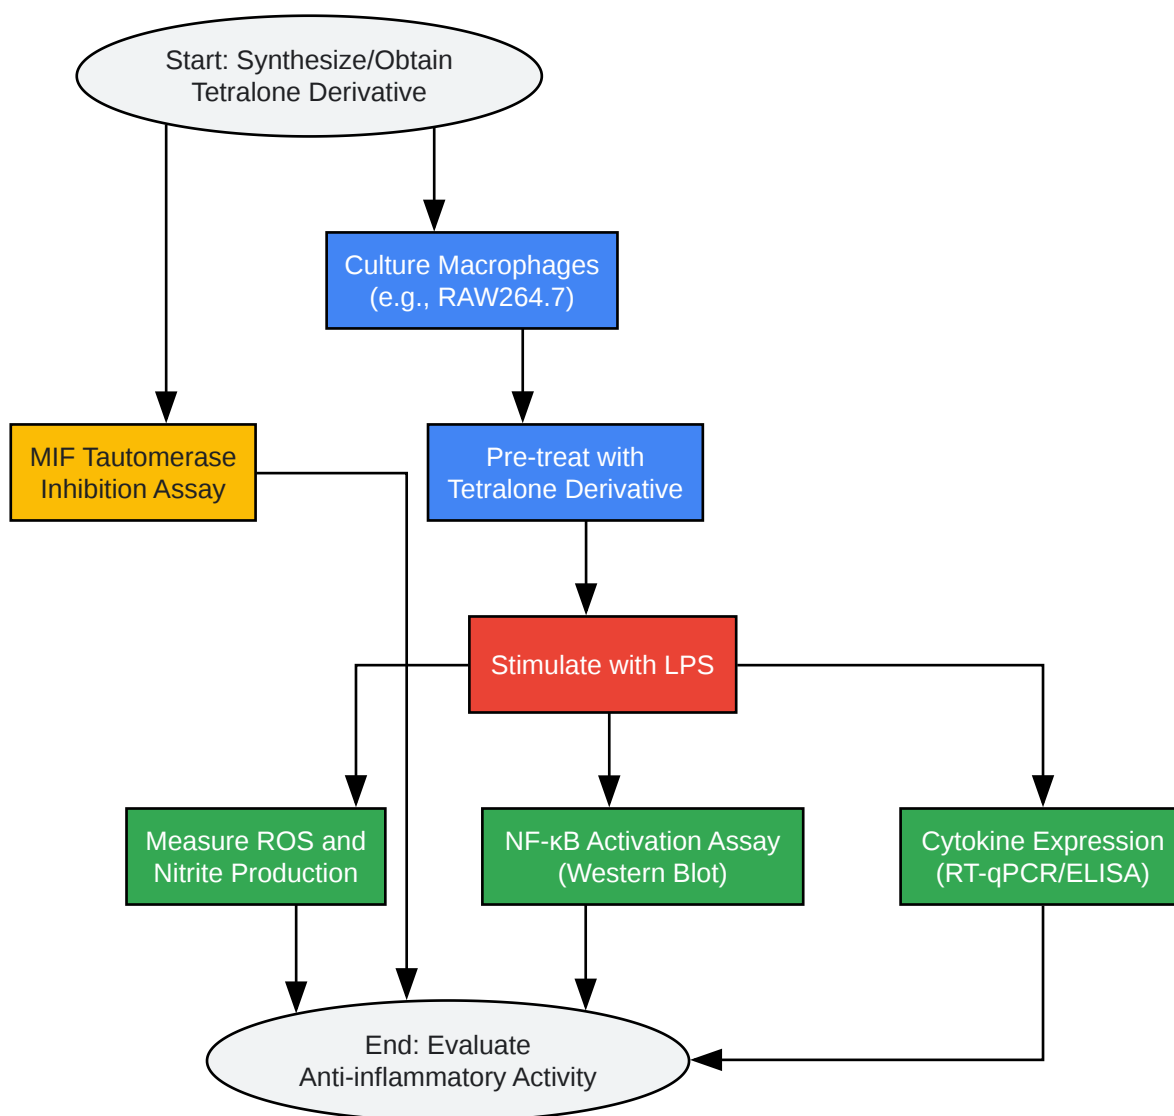 Start: Synthesize/Obtain
Tetralone Derivative
Culture Macrophages
(e.g., RAW264.7)
MIF Tautomerase
Inhibition Assay
Pre-treat with
Tetralone Derivative
Stimulate with LPS
Measure ROS and
Nitrite Production
NF-κB Activation Assay
(Western Blot)
Cytokine Expression
(RT-qPCR/ELISA)
End: Evaluate
Anti-inflammatory Activity